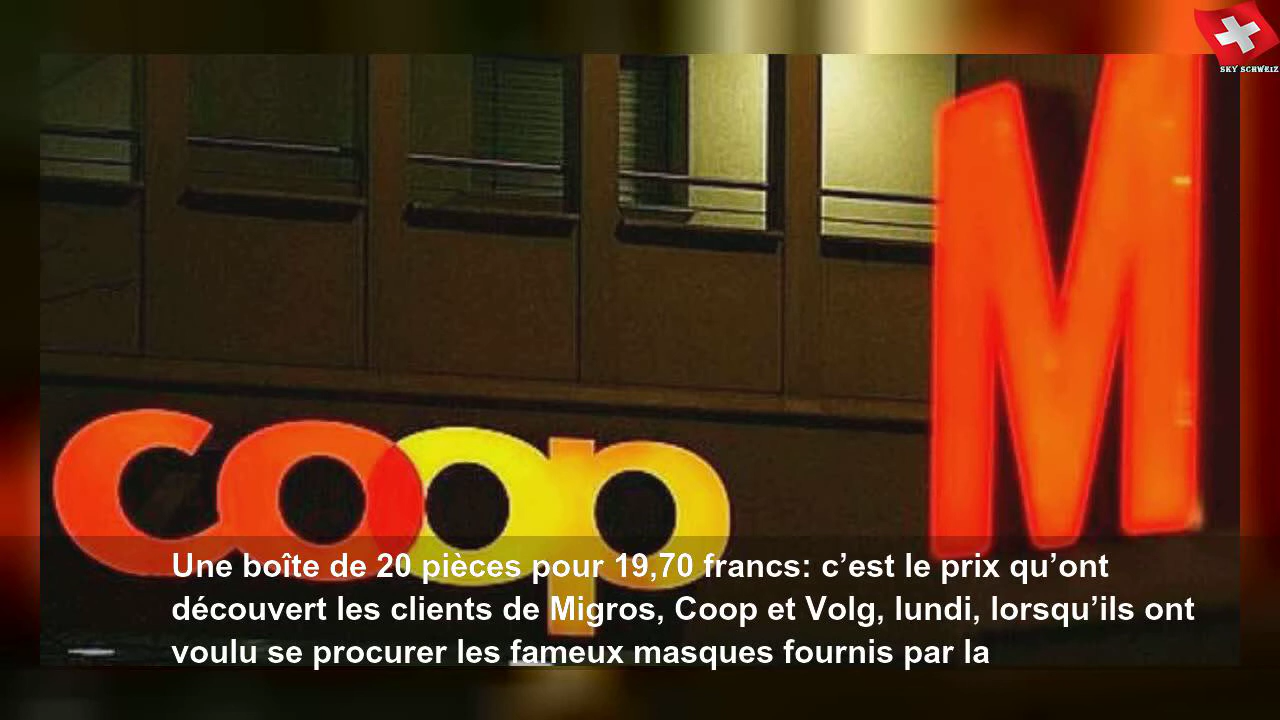 SKY SCHWEIZ
coop
M
Une boîte de 20 pièces pour 19,70 francs: c’est le prix qu’ont
découvert les clients de Migros, Coop et Volg, lundi, lorsqu’ils ont
voulu se procurer les fameux masques fournis par la